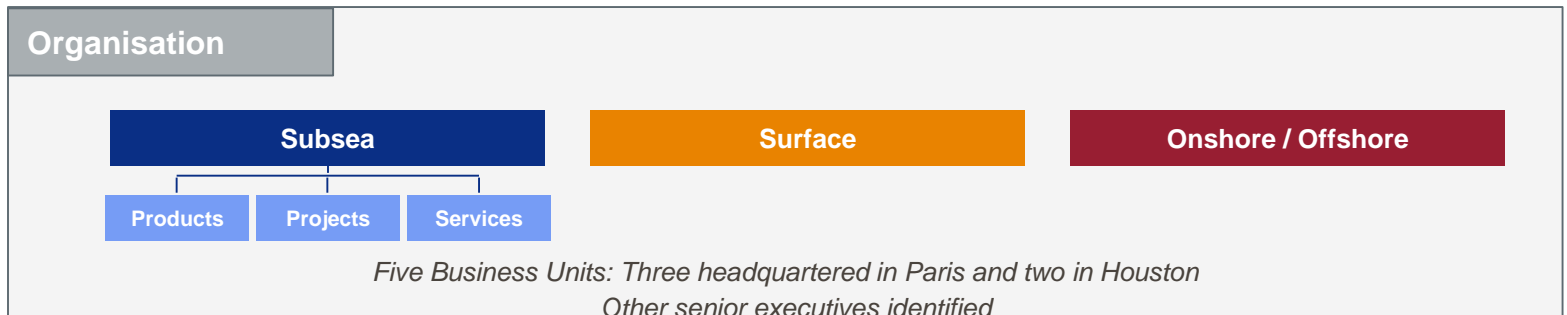 Organisation
Subsea
Surface
Onshore / Offshore
Products
Projects
Services
Five Business Units: Three headquartered in Paris and two in Houston
Other senior executives identified